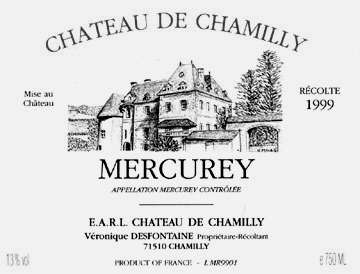 CHATEAU DE CHAMILLY
Mise au
Château
RÉCOLTE
1999
MERCUREY
APPELLATION MERCUREY CONTRÔLÉE
E.A.R.L. CHATEAU DE CHAMILLY
Véronique DESFONTAINE Propriétaire-Récoltant
71510 CHAMILLY
13% vol
PRODUCT OF FRANCE - L MR9901
e 750 ML